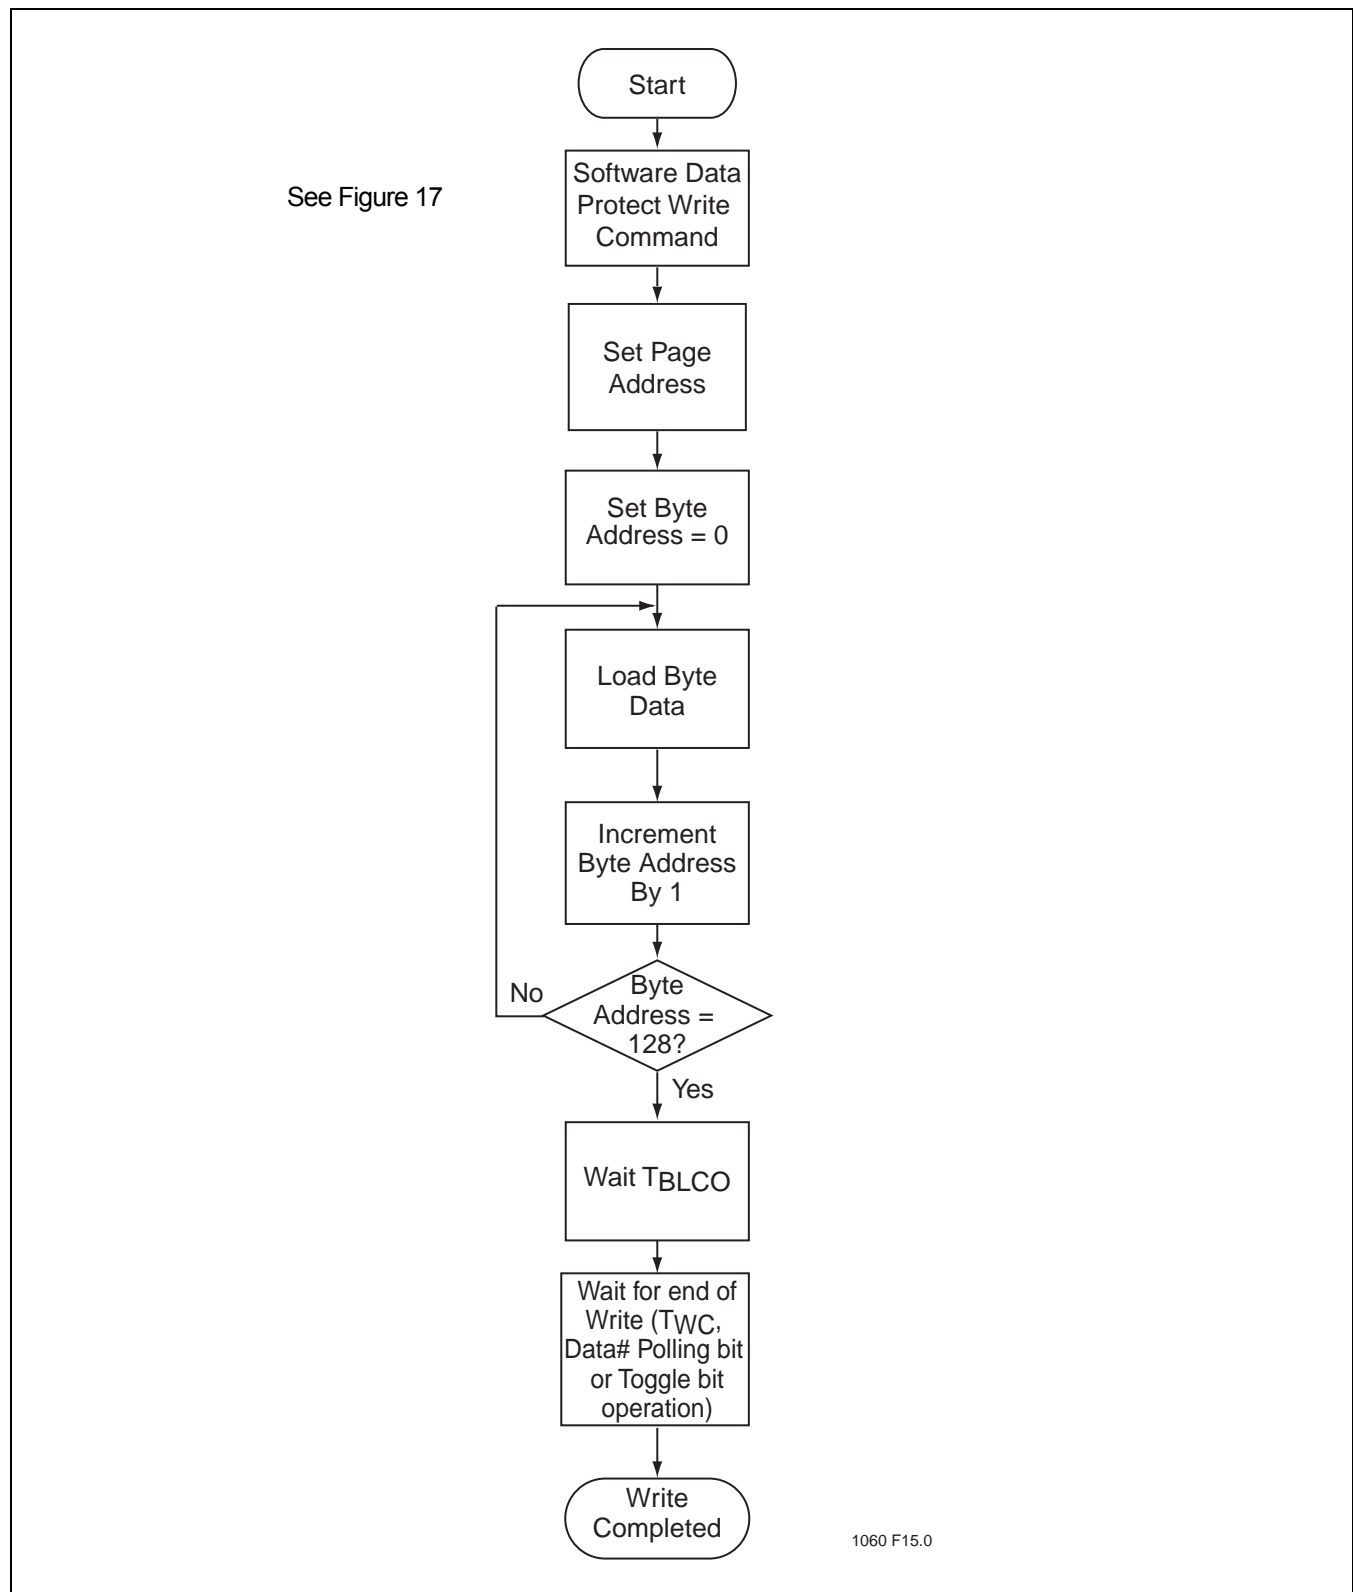 Start
See Figure 17
Software Data
Protect Write
Command
Set Page
Address
Set Byte
Address = 0
Load Byte
Data
Increment
Byte Address
By 1
Byte
Address =
128?
No
Yes
Wait TBLCO
Wait for end of
Write (TWC,
Data# Polling bit
or Toggle bit
operation)
Write
Completed
1060 F15.0